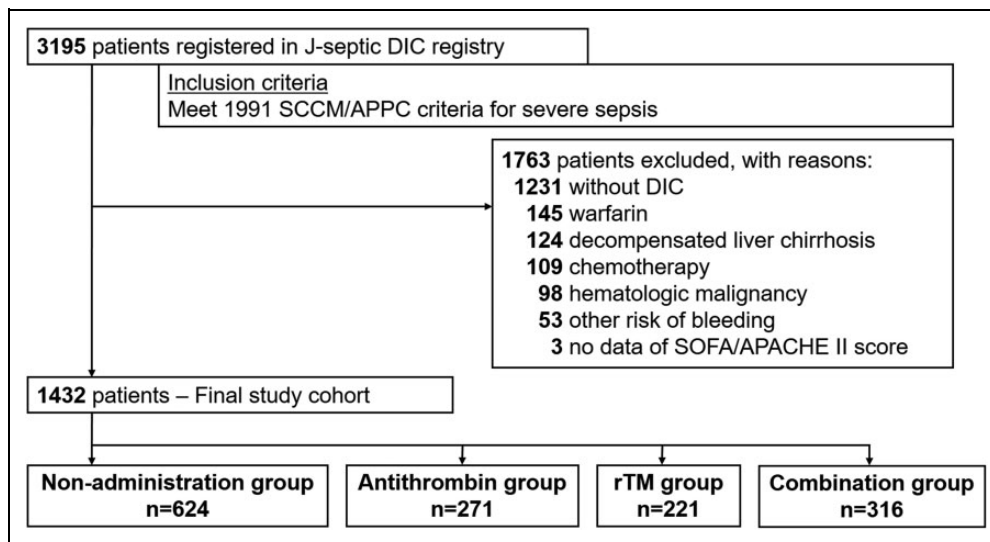 3195 patients registered in J-septic DIC registry
Inclusion criteria
Meet 1991 SCCM/APPC criteria for severe sepsis
1763 patients excluded, with reasons:
1231 without DIC
145 warfarin
124 decompensated liver chirrhosis
109 chemotherapy
98 hematologic malignancy
53 other risk of bleeding
3 no data of SOFA/APACHE II score
1432 patients – Final study cohort
Non-administration group
n=624
Antithrombin group
n=271
rTM group
n=221
Combination group
n=316